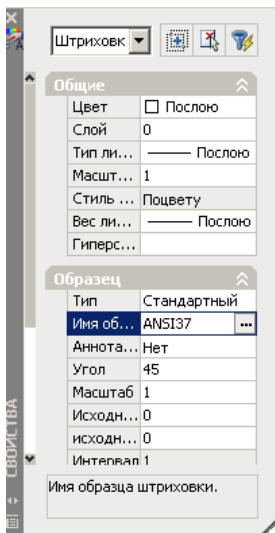 Штриховк
Общие
Цвет Послою
Слой 0
Тип ли... Послою
Масшт... 1
Стиль ... Поцвету
Вес ли... Послою
Гиперс...
Образец
Тип Стандартный
Имя об... ANSI37 ...
Аннота... Нет
Угол 45
Масштаб 1
Исходн... 0
исходн... 0
Интервал 1
СВОЙСТВА
Имя образца штриховки.